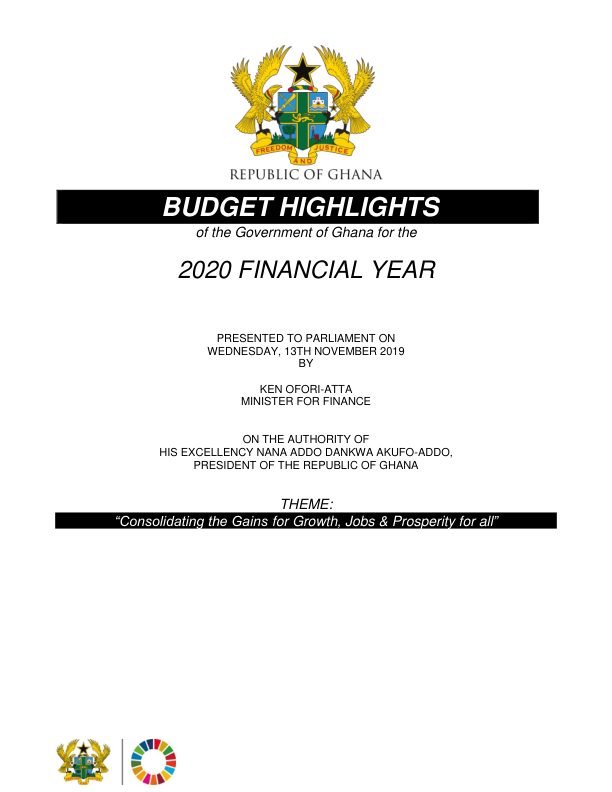 FREEDOM AND JUSTICE
REPUBLIC OF GHANA
BUDGET HIGHLIGHTS
of the Government of Ghana for the
2020 FINANCIAL YEAR
PRESENTED TO PARLIAMENT ON
WEDNESDAY, 13TH NOVEMBER 2019
BY
KEN OFORI-ATTA
MINISTER FOR FINANCE
ON THE AUTHORITY OF
HIS EXCELLENCY NANA ADDO DANKWA AKUFO-ADDO,
PRESIDENT OF THE REPUBLIC OF GHANA
THEME:
“Consolidating the Gains for Growth, Jobs & Prosperity for all”